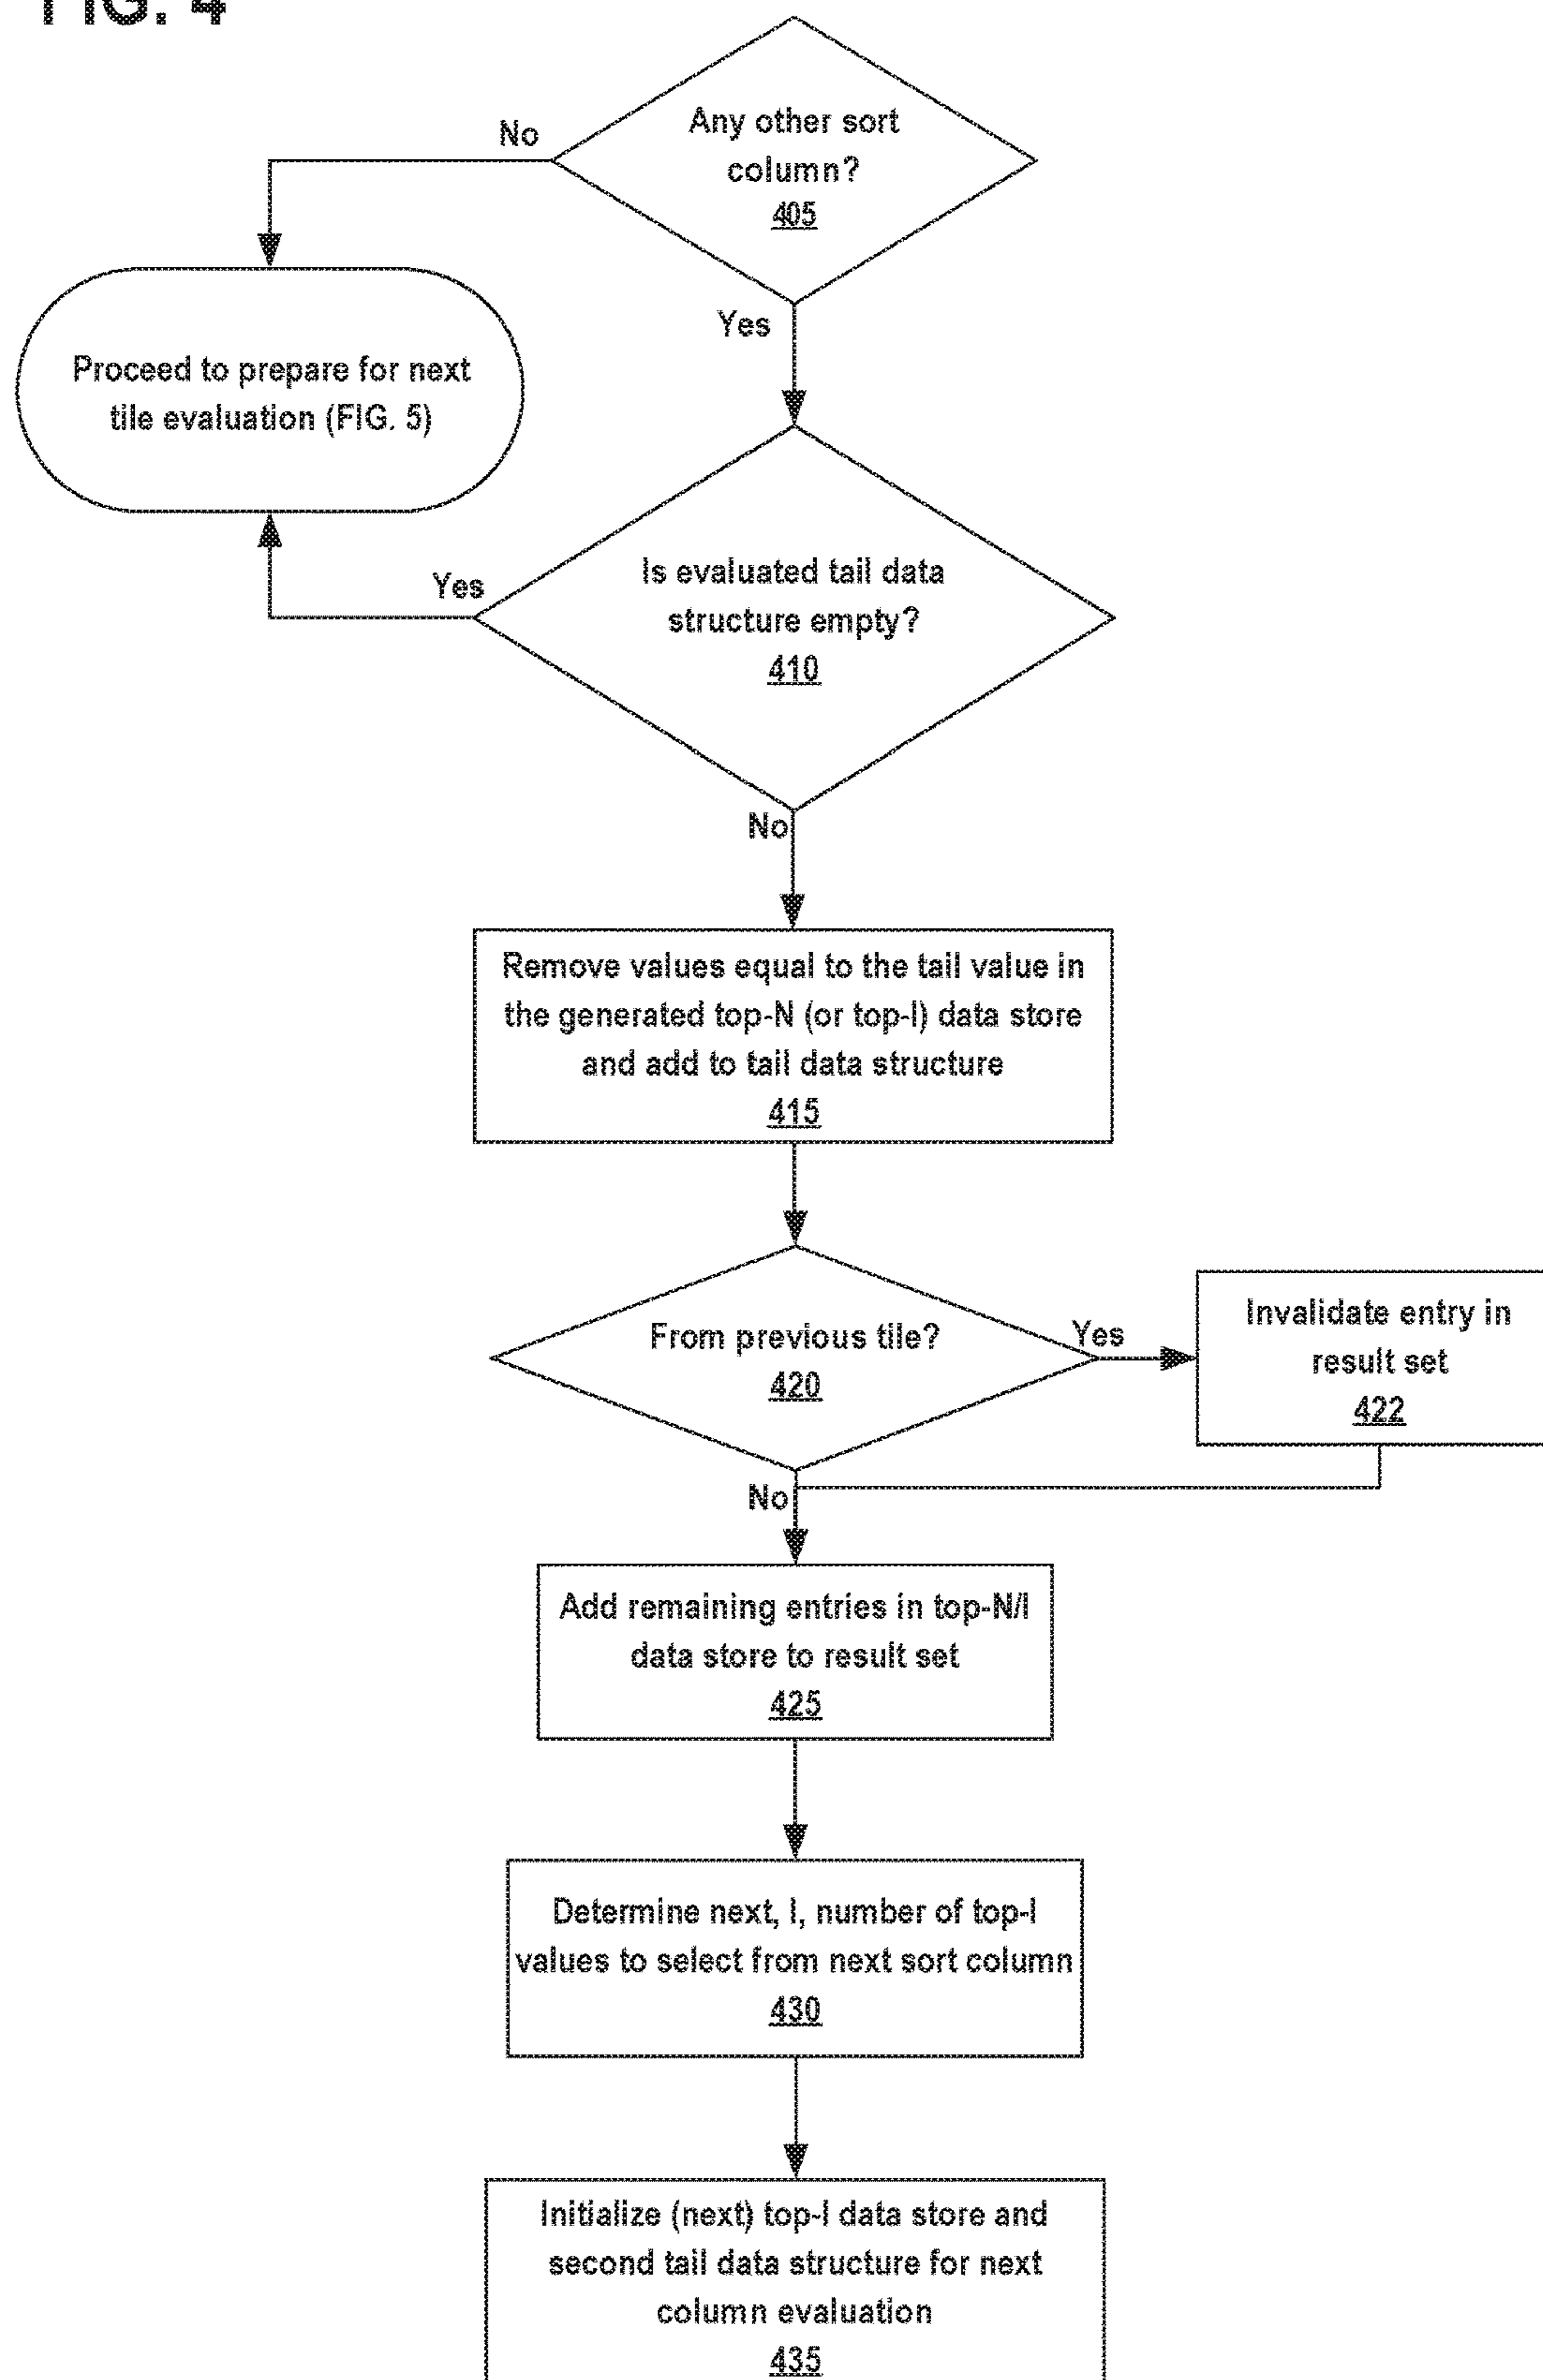 FIG. 4
Any other sort
column?
405
No
Yes
Proceed to prepare for next
tile evaluation (FIG. 5)
Is evaluated tail data
structure empty?
410
Yes
No
Remove values equal to the tail value in
the generated top-N (or top-I) data store
and add to tail data structure
415
From previous tile?
420
Yes
Invalidate entry in
result set
422
No
Add remaining entries in top-N/I
data store to result set
425
Determine next, I, number of top-I
values to select from next sort column
430
Initialize (next) top-I data store and
second tail data structure for next
column evaluation
435